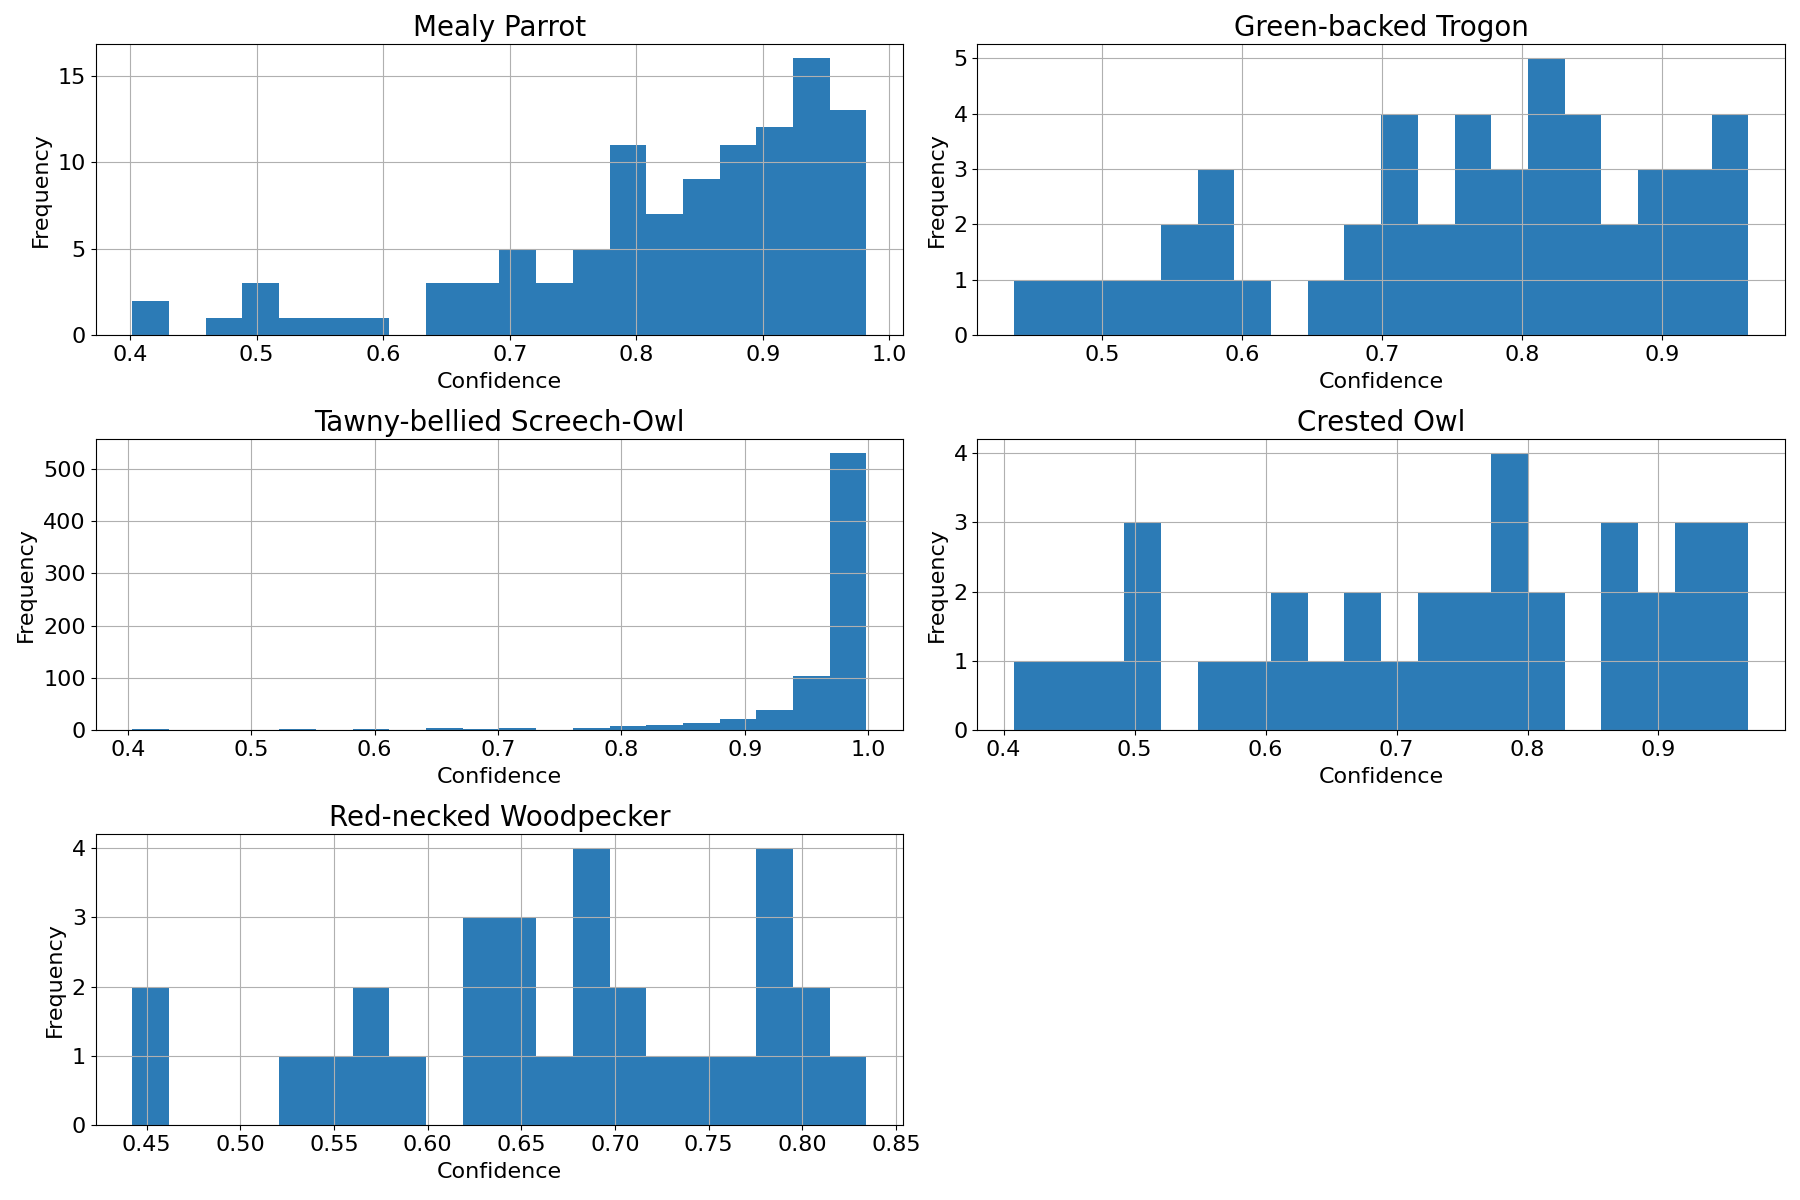 Mealy Parrot
Frequency
15
10
5
0
0.4 0.5 0.6 0.7 0.8 0.9 1.0
Confidence
Green-backed Trogon
Frequency
5
4
3
2
1
0
0.5 0.6 0.7 0.8 0.9
Confidence
Tawny-bellied Screech-Owl
Frequency
500
400
300
200
100
0
0.4 0.5 0.6 0.7 0.8 0.9 1.0
Confidence
Crested Owl
Frequency
4
3
2
1
0
0.4 0.5 0.6 0.7 0.8 0.9
Confidence
Red-necked Woodpecker
Frequency
4
3
2
1
0
0.45 0.50 0.55 0.60 0.65 0.70 0.75 0.80 0.85
Confidence